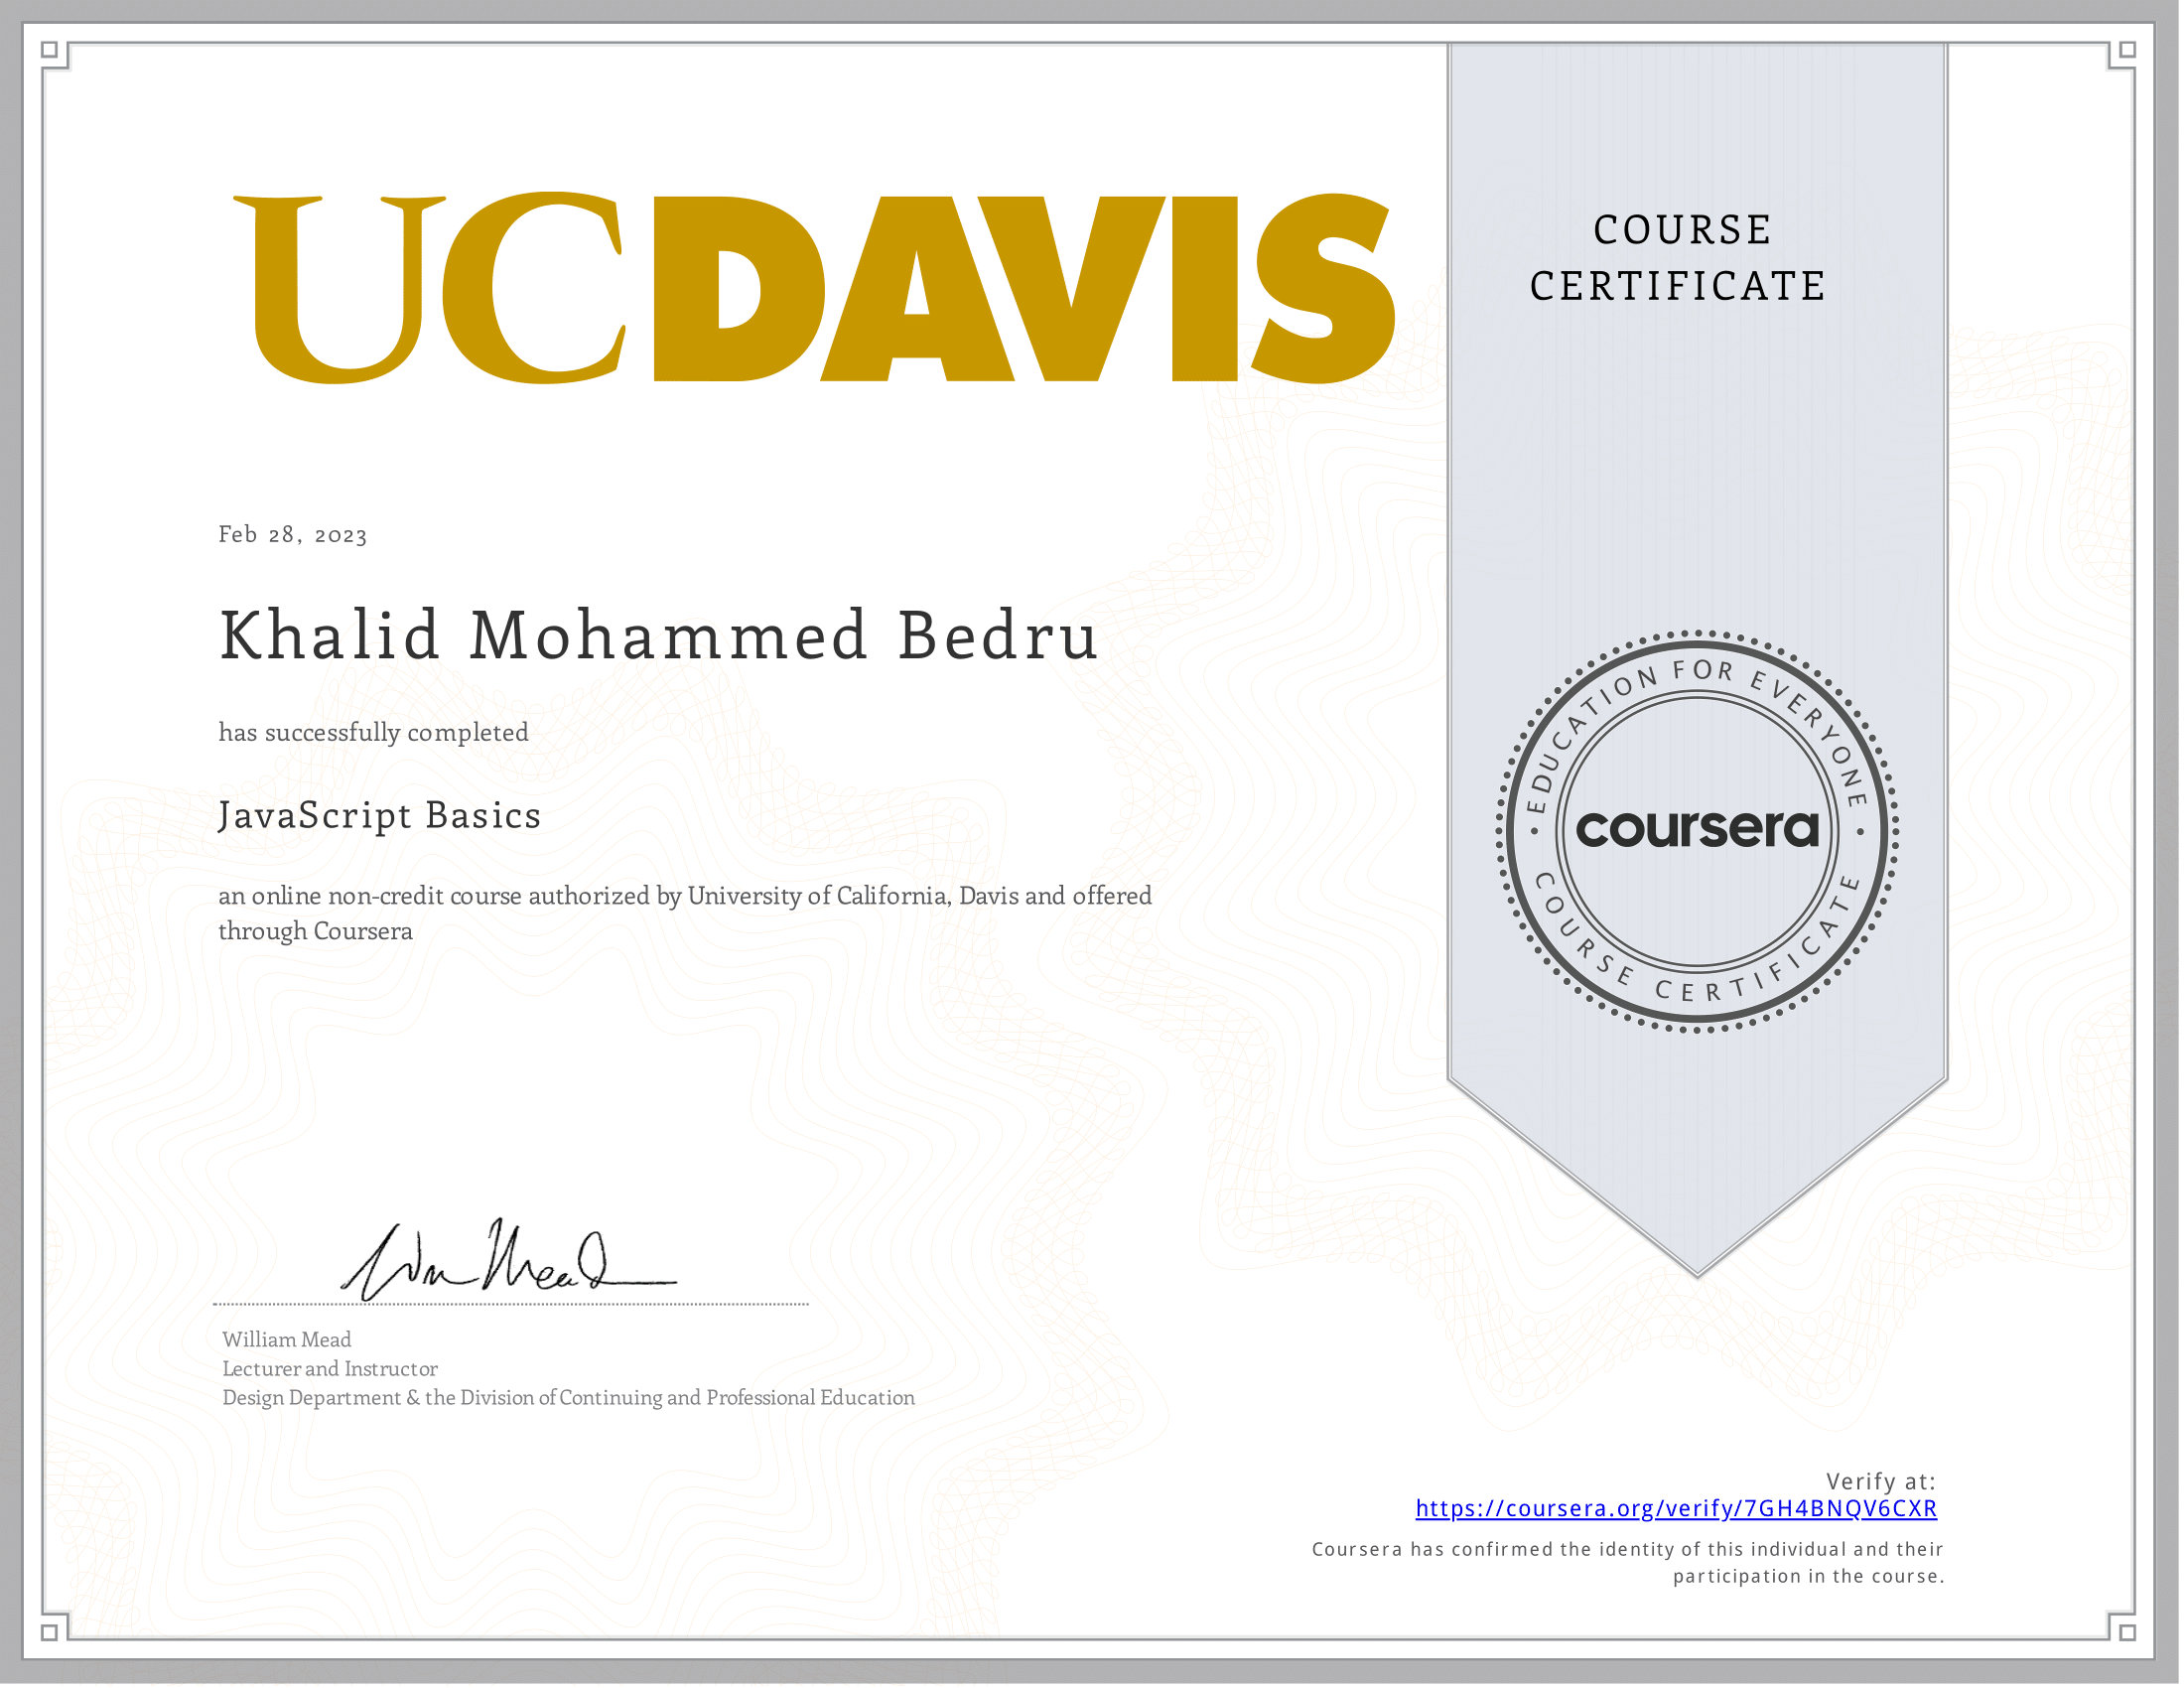 UCDAVIS
COURSE
CERTIFICATE
Feb 28, 2023
Khalid Mohammed Bedru
has successfully completed
JavaScript Basics
an online non-credit course authorized by University of California, Davis and offered
through Coursera
EDUCATION FOR EVERYONE
coursera
COURSE CERTIFICATE
William Mead
Lecturer and Instructor
Design Department & the Division of Continuing and Professional Education
Verify at:
https://coursera.org/verify/7GH4BNQV6CXR
Coursera has confirmed the identity of this individual and their
participation in the course.